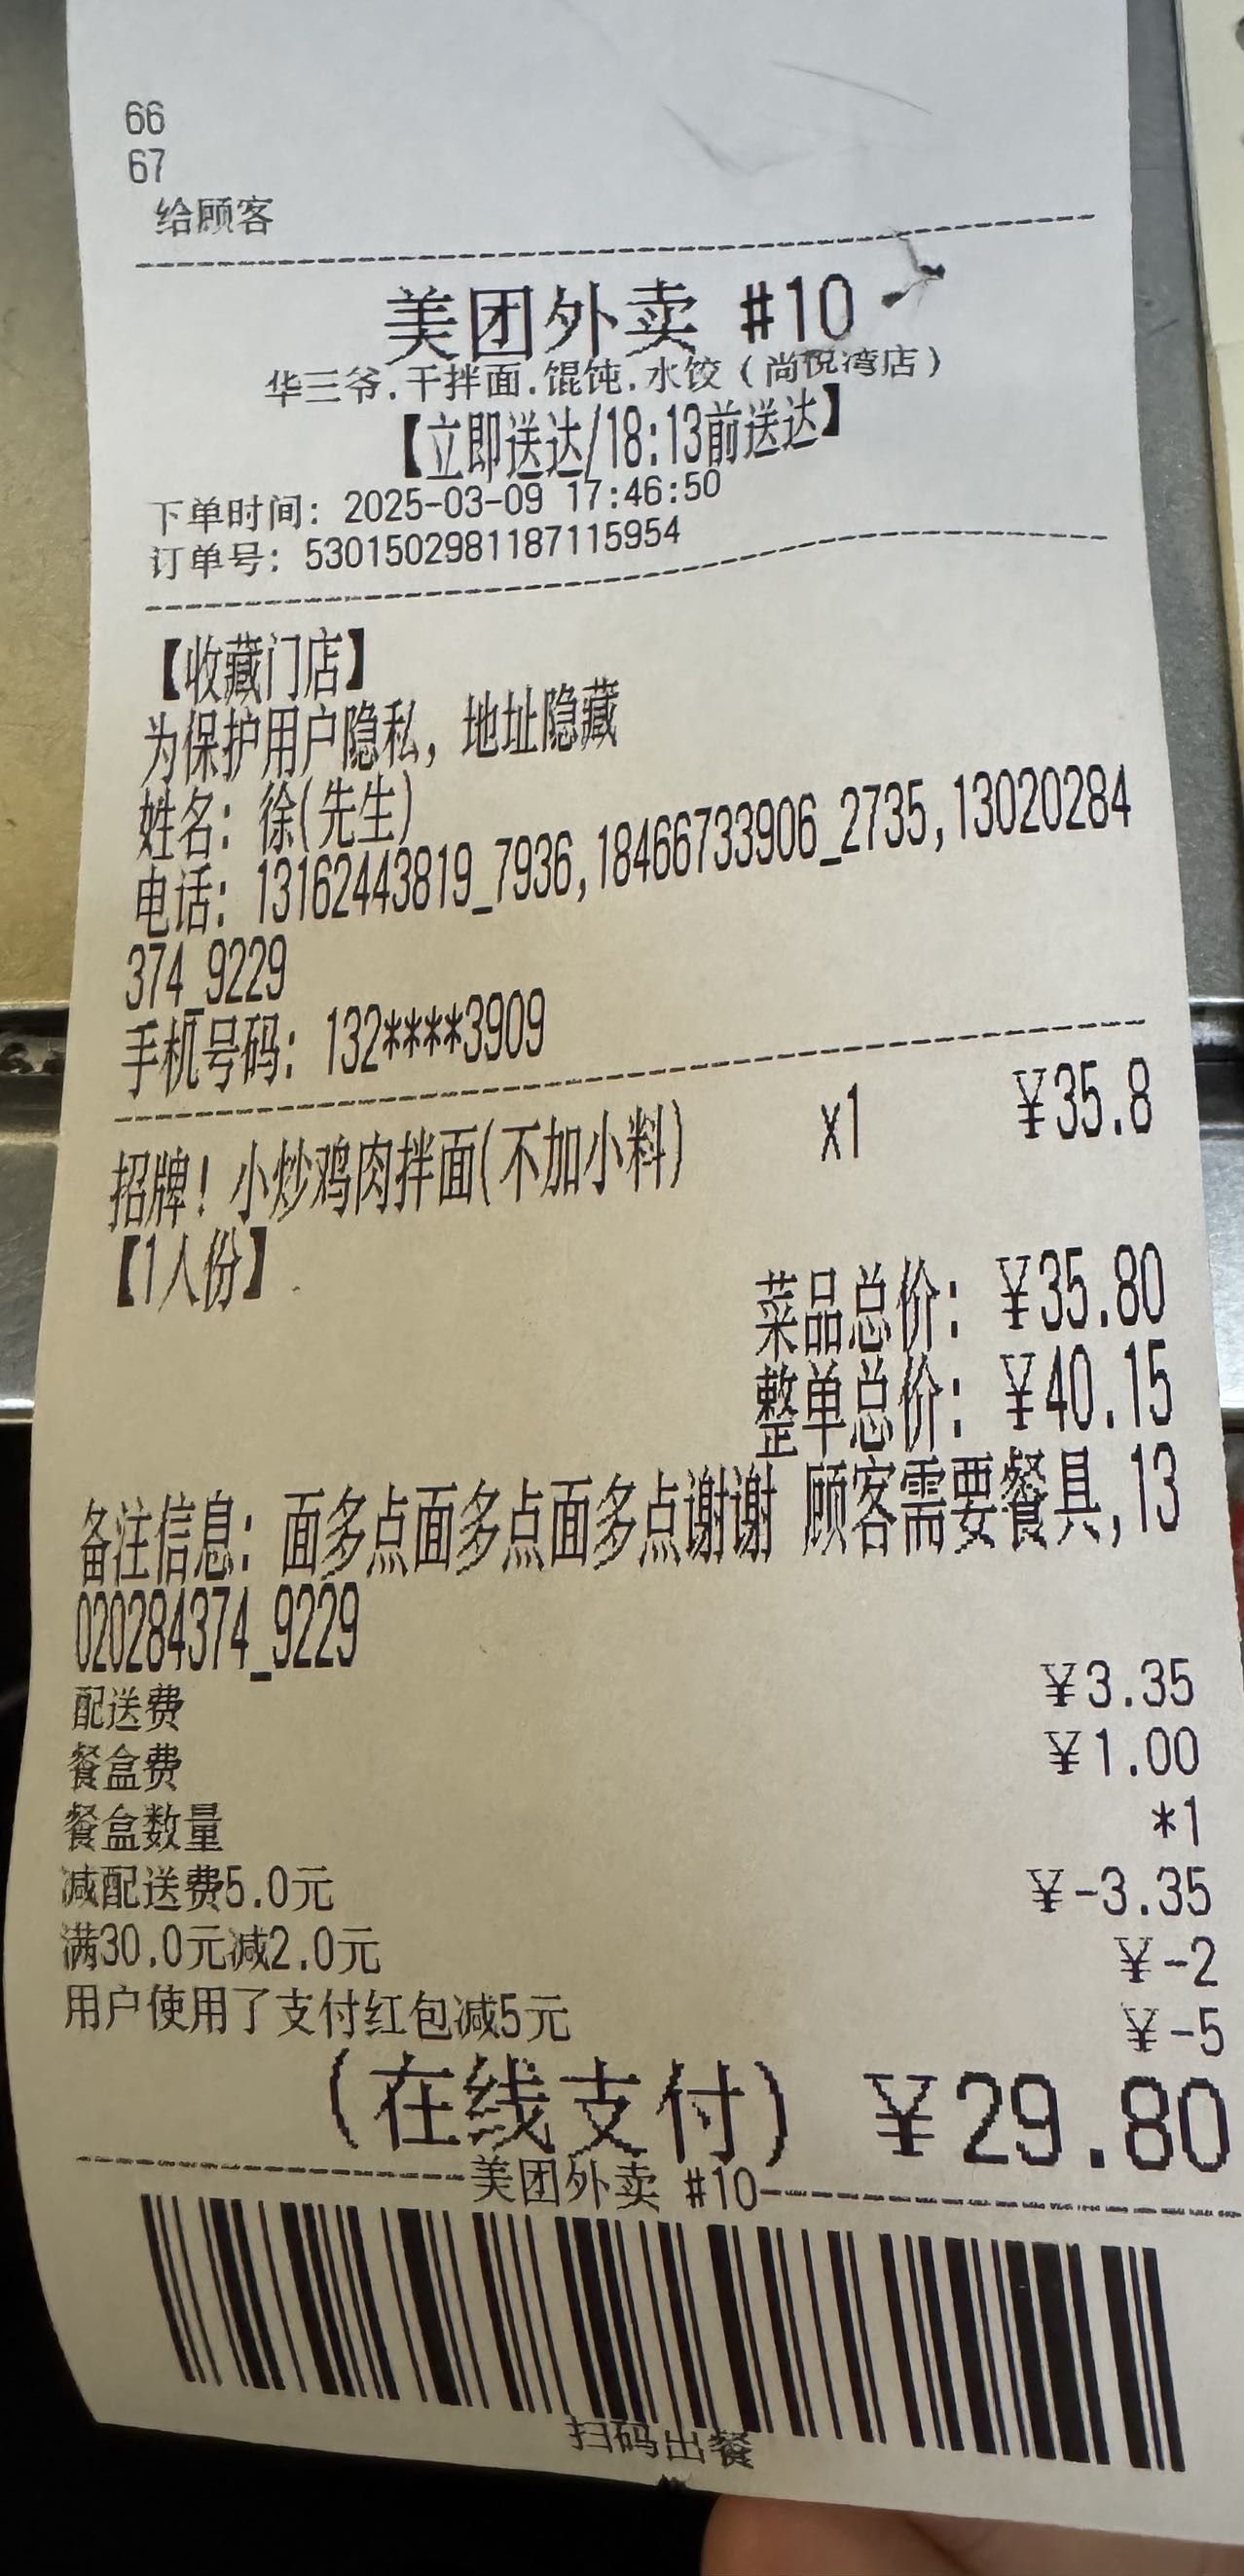 66
67
给顾客
美团外卖 #10
华三爷.干拌面.馄饨.水饺（尚悦湾店）
【立即送达/18:13前送达】
下单时间: 2025-03-09 17:46:50
订单号: 5301502981187115954
【收藏门店】
为保护用户隐私, 地址隐藏
姓名: 徐(先生)
电话: 13162443819_7936,18466733906_2735,13020284
374_9229
手机号码: 132****3909
招牌! 小炒鸡肉拌面(不加小料) x1 ¥35.8
【1人份】
菜品总价: ¥35.80
整单总价: ¥40.15
备注信息: 面多点面多点面多点谢谢 顾客需要餐具,13
020284374_9229
配送费 ¥3.35
餐盒费 ¥1.00
餐盒数量 *1
减配送费5.0元 ¥-3.35
满30.0元减2.0元 ¥-2
用户使用了支付红包减5元 ¥-5
(在线支付) ¥29.80
美团外卖 #10
扫码出餐